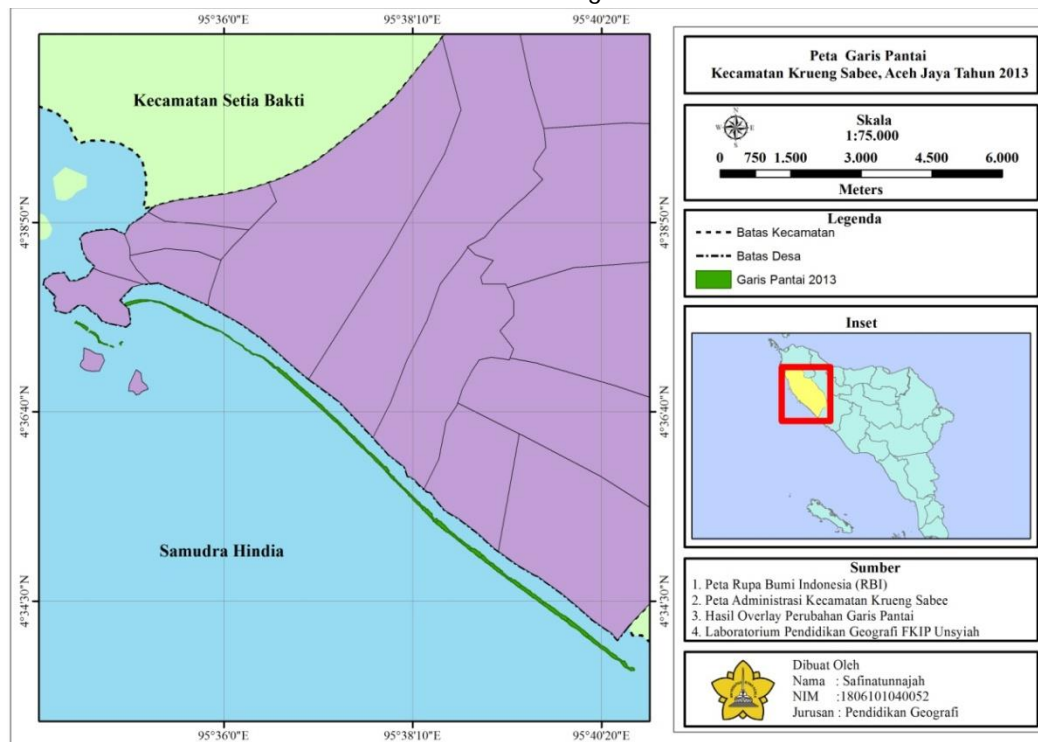 95°36'0"E
95°38'10"E
95°40'20"E
Kecamatan Setia Bakti
4°38'50"N
4°38'50"N
4°36'40"N
4°36'40"N
Samudra Hindia
4°34'30"N
4°34'30"N
95°36'0"E
95°38'10"E
95°40'20"E
Peta Garis Pantai
Kecamatan Krueng Sabee, Aceh Jaya Tahun 2013
N
W E
S
Skala
1:75.000
0 750 1.500 3.000 4.500 6.000
Meters
Legenda
Batas Kecamatan
Batas Desa
Garis Pantai 2013
Inset
Sumber
1. Peta Rupa Bumi Indonesia (RBI)
2. Peta Administrasi Kecamatan Krueng Sabee
3. Hasil Overlay Perubahan Garis Pantai
4. Laboratorium Pendidikan Geografi FKIP Unsyiah
Dibuat Oleh
Nama : Safinatunnajah
NIM :1806101040052
Jurusan : Pendidikan Geografi